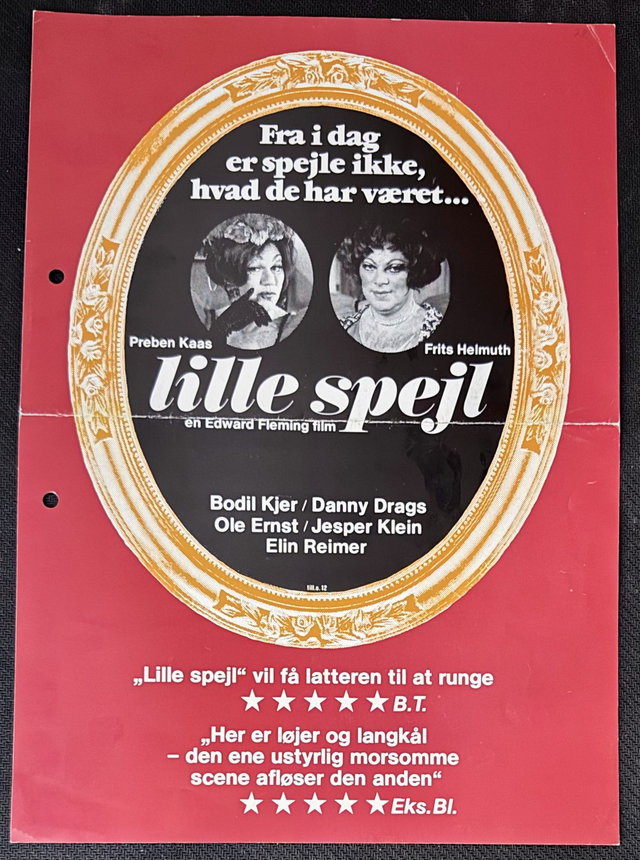 Fra i dag
er spejle ikke,
hvad de har været...
Preben Kaas
Frits Helmuth
lille spejl
en Edward Fleming film
Bodil Kjer / Danny Drags
Ole Ernst / Jesper Klein
Elin Reimer
till.o. 12
„Lille spejl“ vil få latteren til at runge
★★★★★ B.T.
„Her er løjer og langkål
– den ene ustyrlig morsomme
scene afløser den anden“
★★★★★ Eks.Bl.